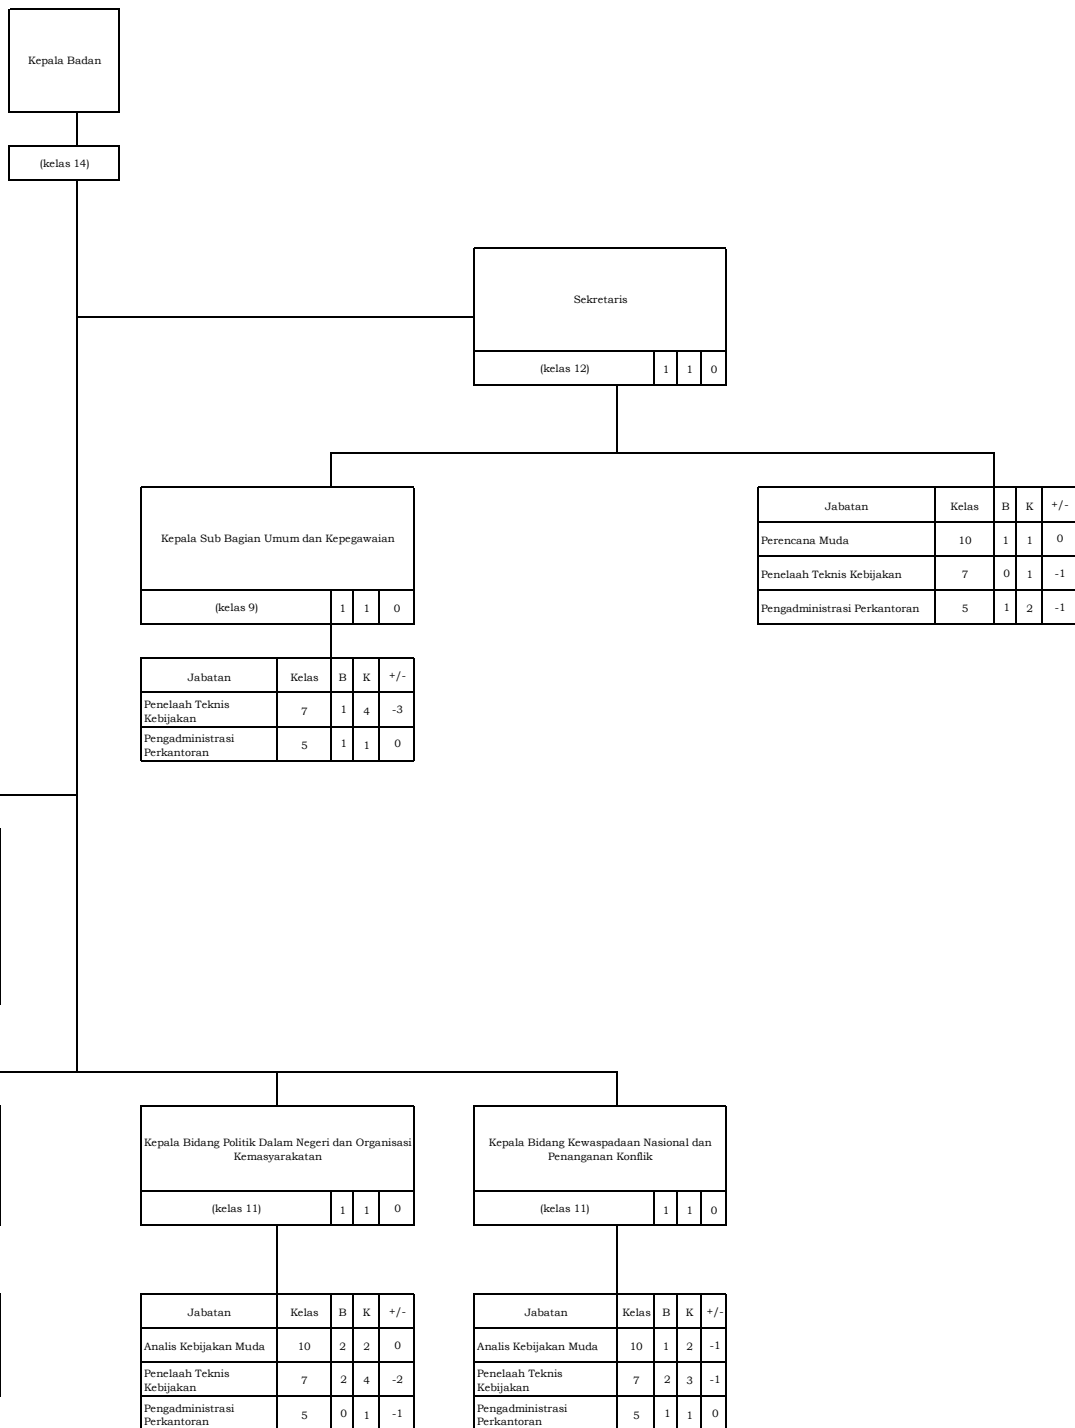 Kepala Badan
(kelas 14)
Sekretaris
(kelas 12) 1 1 0
Kepala Sub Bagian Umum dan Kepegawaian
(kelas 9) 1 1 0
Jabatan Kelas B K +/-
Perencana Muda 10 1 1 0
Penelaah Teknis Kebijakan 7 0 1 -1
Pengadministrasi Perkantoran 5 1 2 -1
Jabatan Kelas B K +/-
Penelaah Teknis
Kebijakan 7 1 4 -3
Pengadministrasi
Perkantoran 5 1 1 0
Kepala Bidang Politik Dalam Negeri dan Organisasi
Kemasyarakatan
(kelas 11) 1 1 0
Kepala Bidang Kewaspadaan Nasional dan
Penanganan Konflik
(kelas 11) 1 1 0
Jabatan Kelas B K +/-
Analis Kebijakan Muda 10 2 2 0
Penelaah Teknis
Kebijakan 7 2 4 -2
Pengadministrasi
Perkantoran 5 0 1 -1
Jabatan Kelas B K +/-
Analis Kebijakan Muda 10 1 2 -1
Penelaah Teknis
Kebijakan 7 2 3 -1
Pengadministrasi
Perkantoran 5 1 1 0